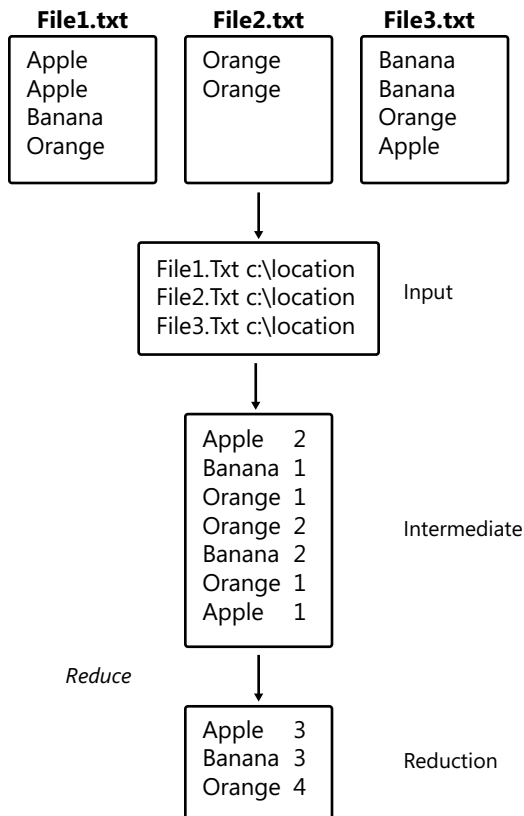 File1.txt File2.txt File3.txt
Apple
Apple
Banana
Orange
Orange
Orange
Banana
Banana
Orange
Apple
File1.Txt c:\location
File2.Txt c:\location
File3.Txt c:\location
Input
Apple 2
Banana 1
Orange 1
Orange 2
Banana 2
Orange 1
Apple 1
Intermediate
Reduce
Apple 3
Banana 3
Orange 4
Reduction